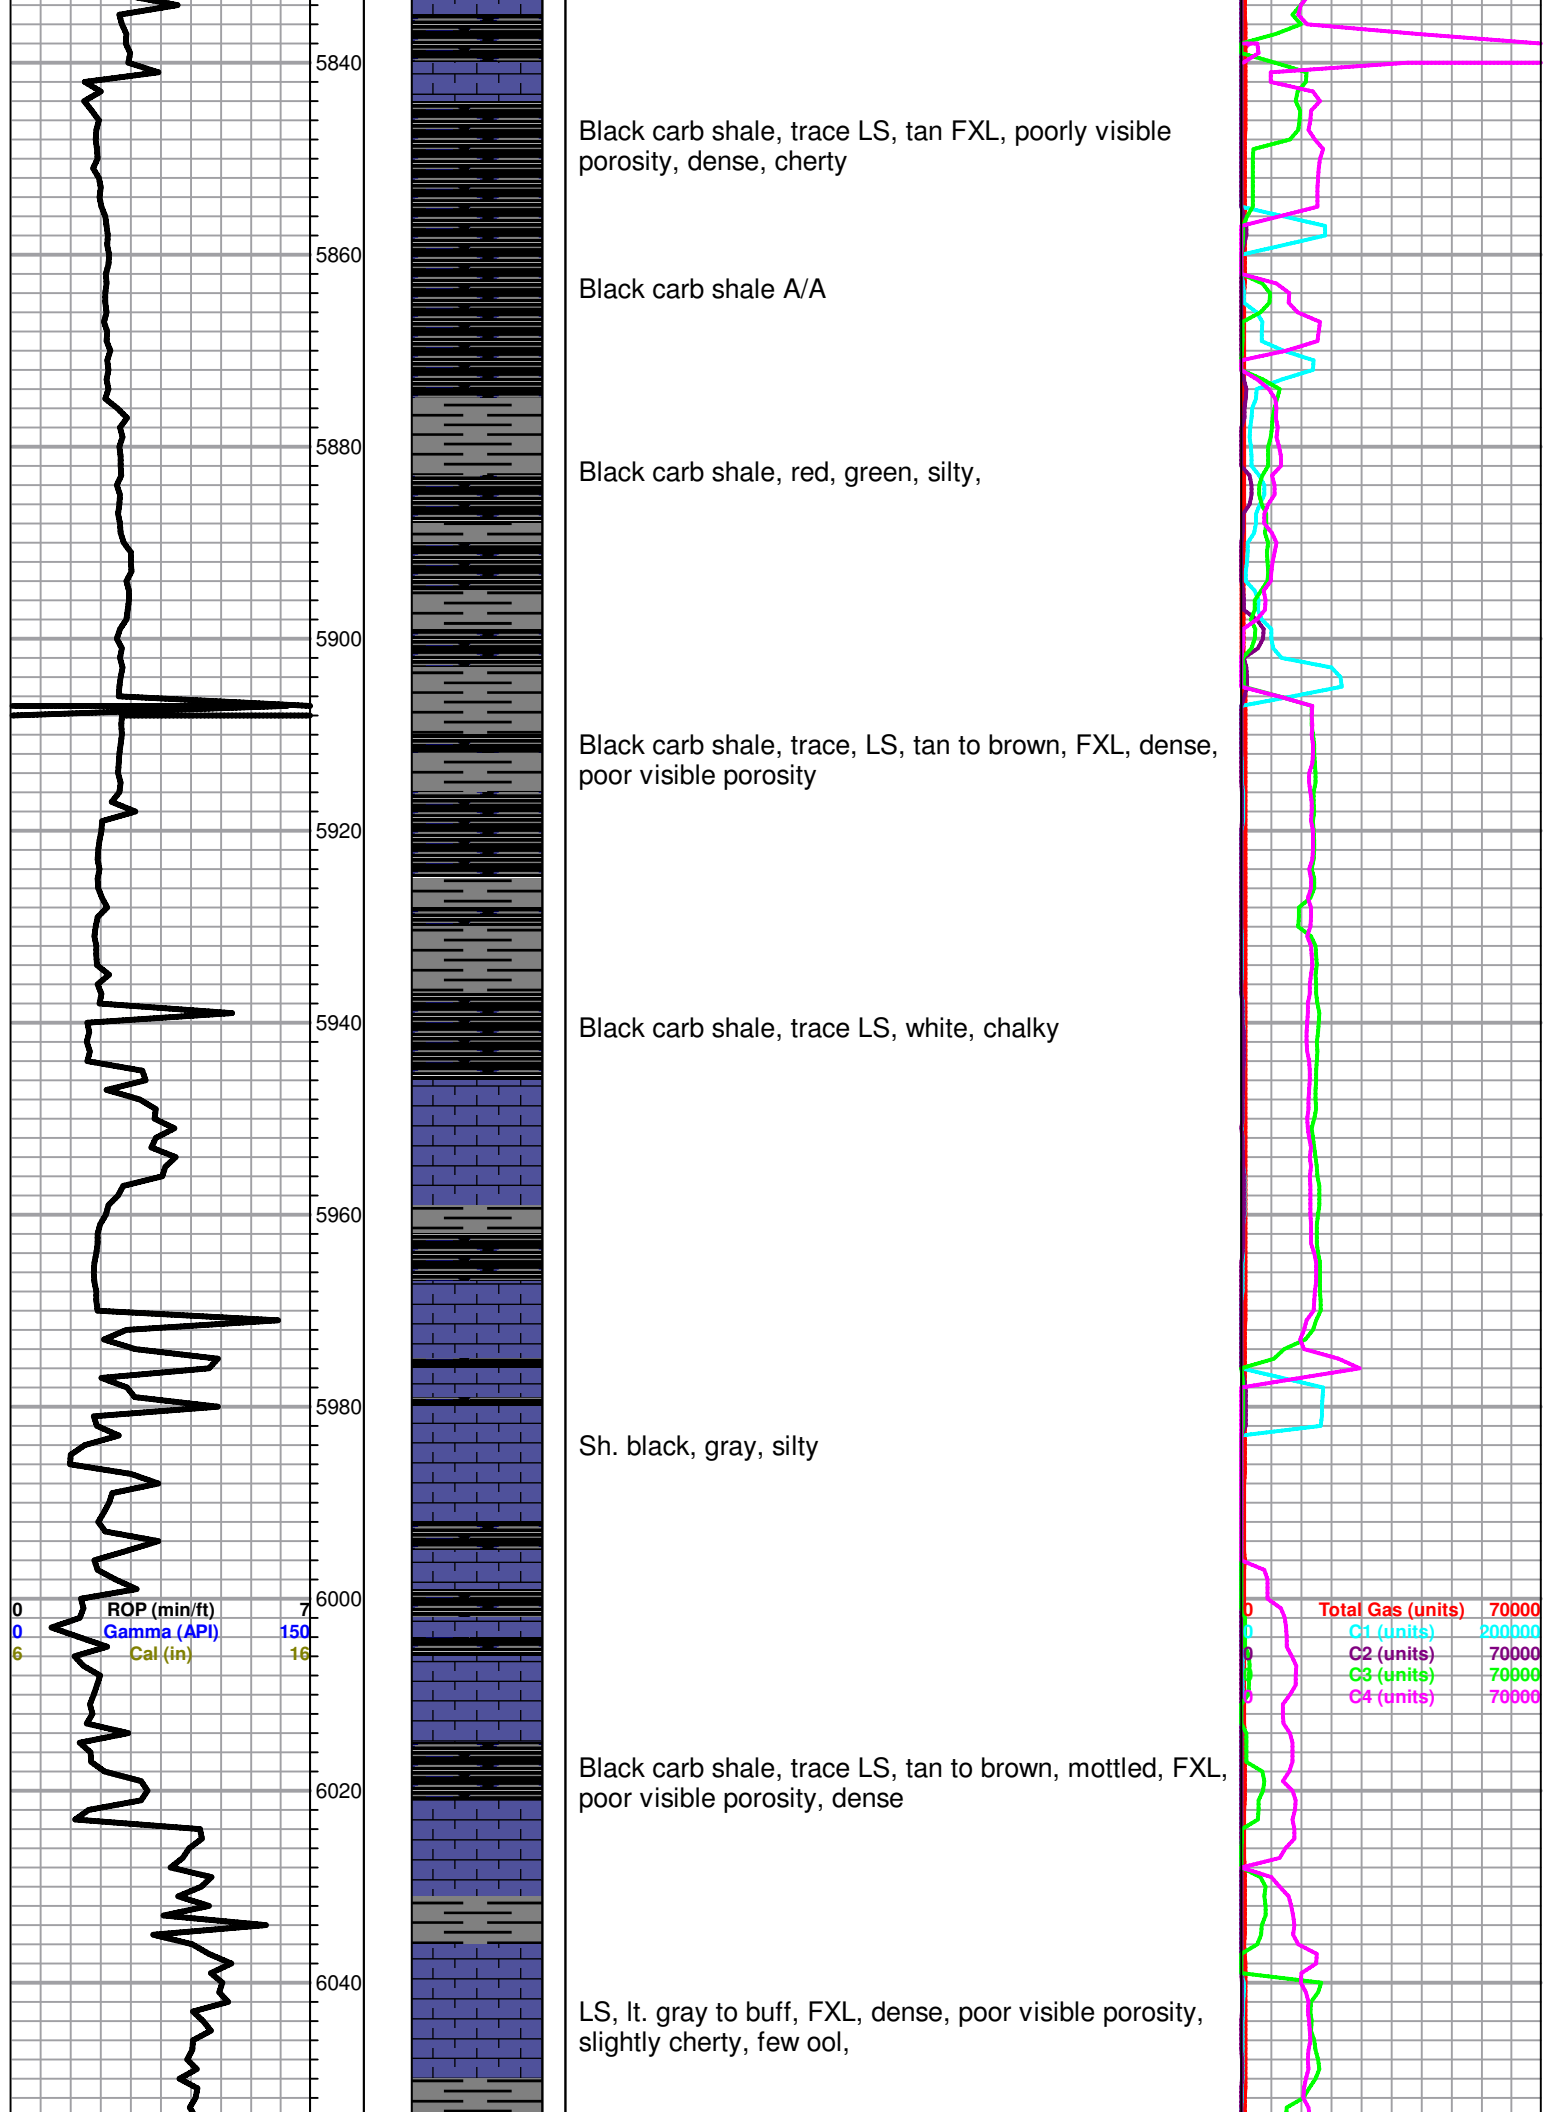 5840
Black carb shale, trace LS, tan FXL, poorly visible
porosity, dense, cherty
5860
Black carb shale A/A
5880
Black carb shale, red, green, silty,
5900
Black carb shale, trace, LS, tan to brown, FXL, dense,
poor visible porosity
5920
5940
Black carb shale, trace LS, white, chalky
5960
5980
Sh. black, gray, silty
6000
0 ROP (min/ft) 7
0 Gamma (API) 150
6 Cal (in) 16
0 Total Gas (units) 70000
0 C1 (units) 200000
0 C2 (units) 70000
0 C3 (units) 70000
0 C4 (units) 70000
Black carb shale, trace LS, tan to brown, mottled, FXL,
poor visible porosity, dense
6020
6040
LS, lt. gray to buff, FXL, dense, poor visible porosity,
slightly cherty, few ool,